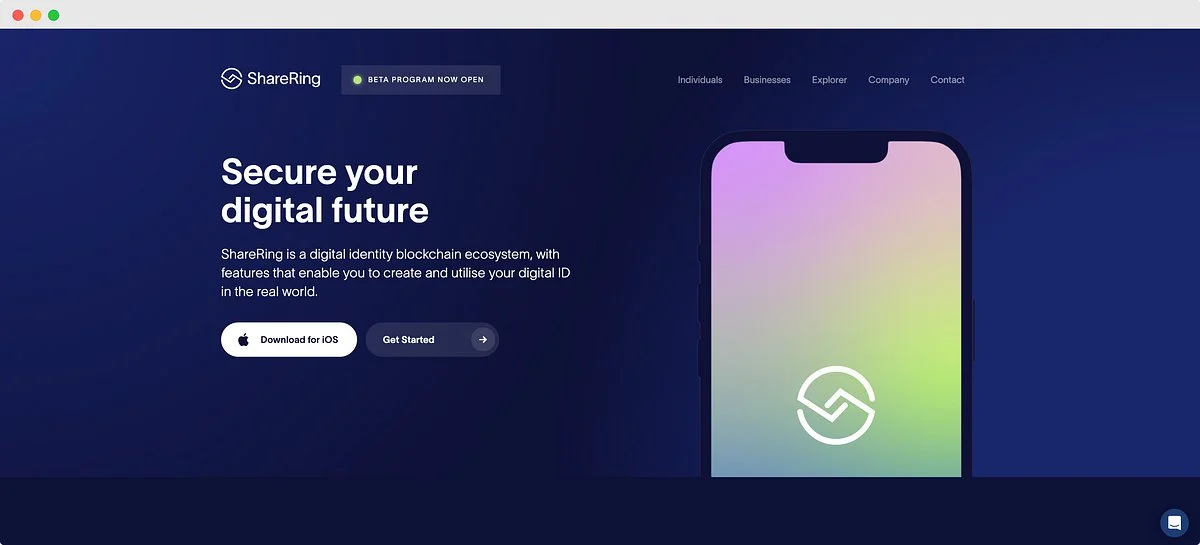 ShareRing
BETA PROGRAM NOW OPEN
Individuals
Businesses
Explorer
Company
Contact
Secure your
digital future
ShareRing is a digital identity blockchain ecosystem, with
features that enable you to create and utilise your digital ID
in the real world.
Download for iOS
Get Started